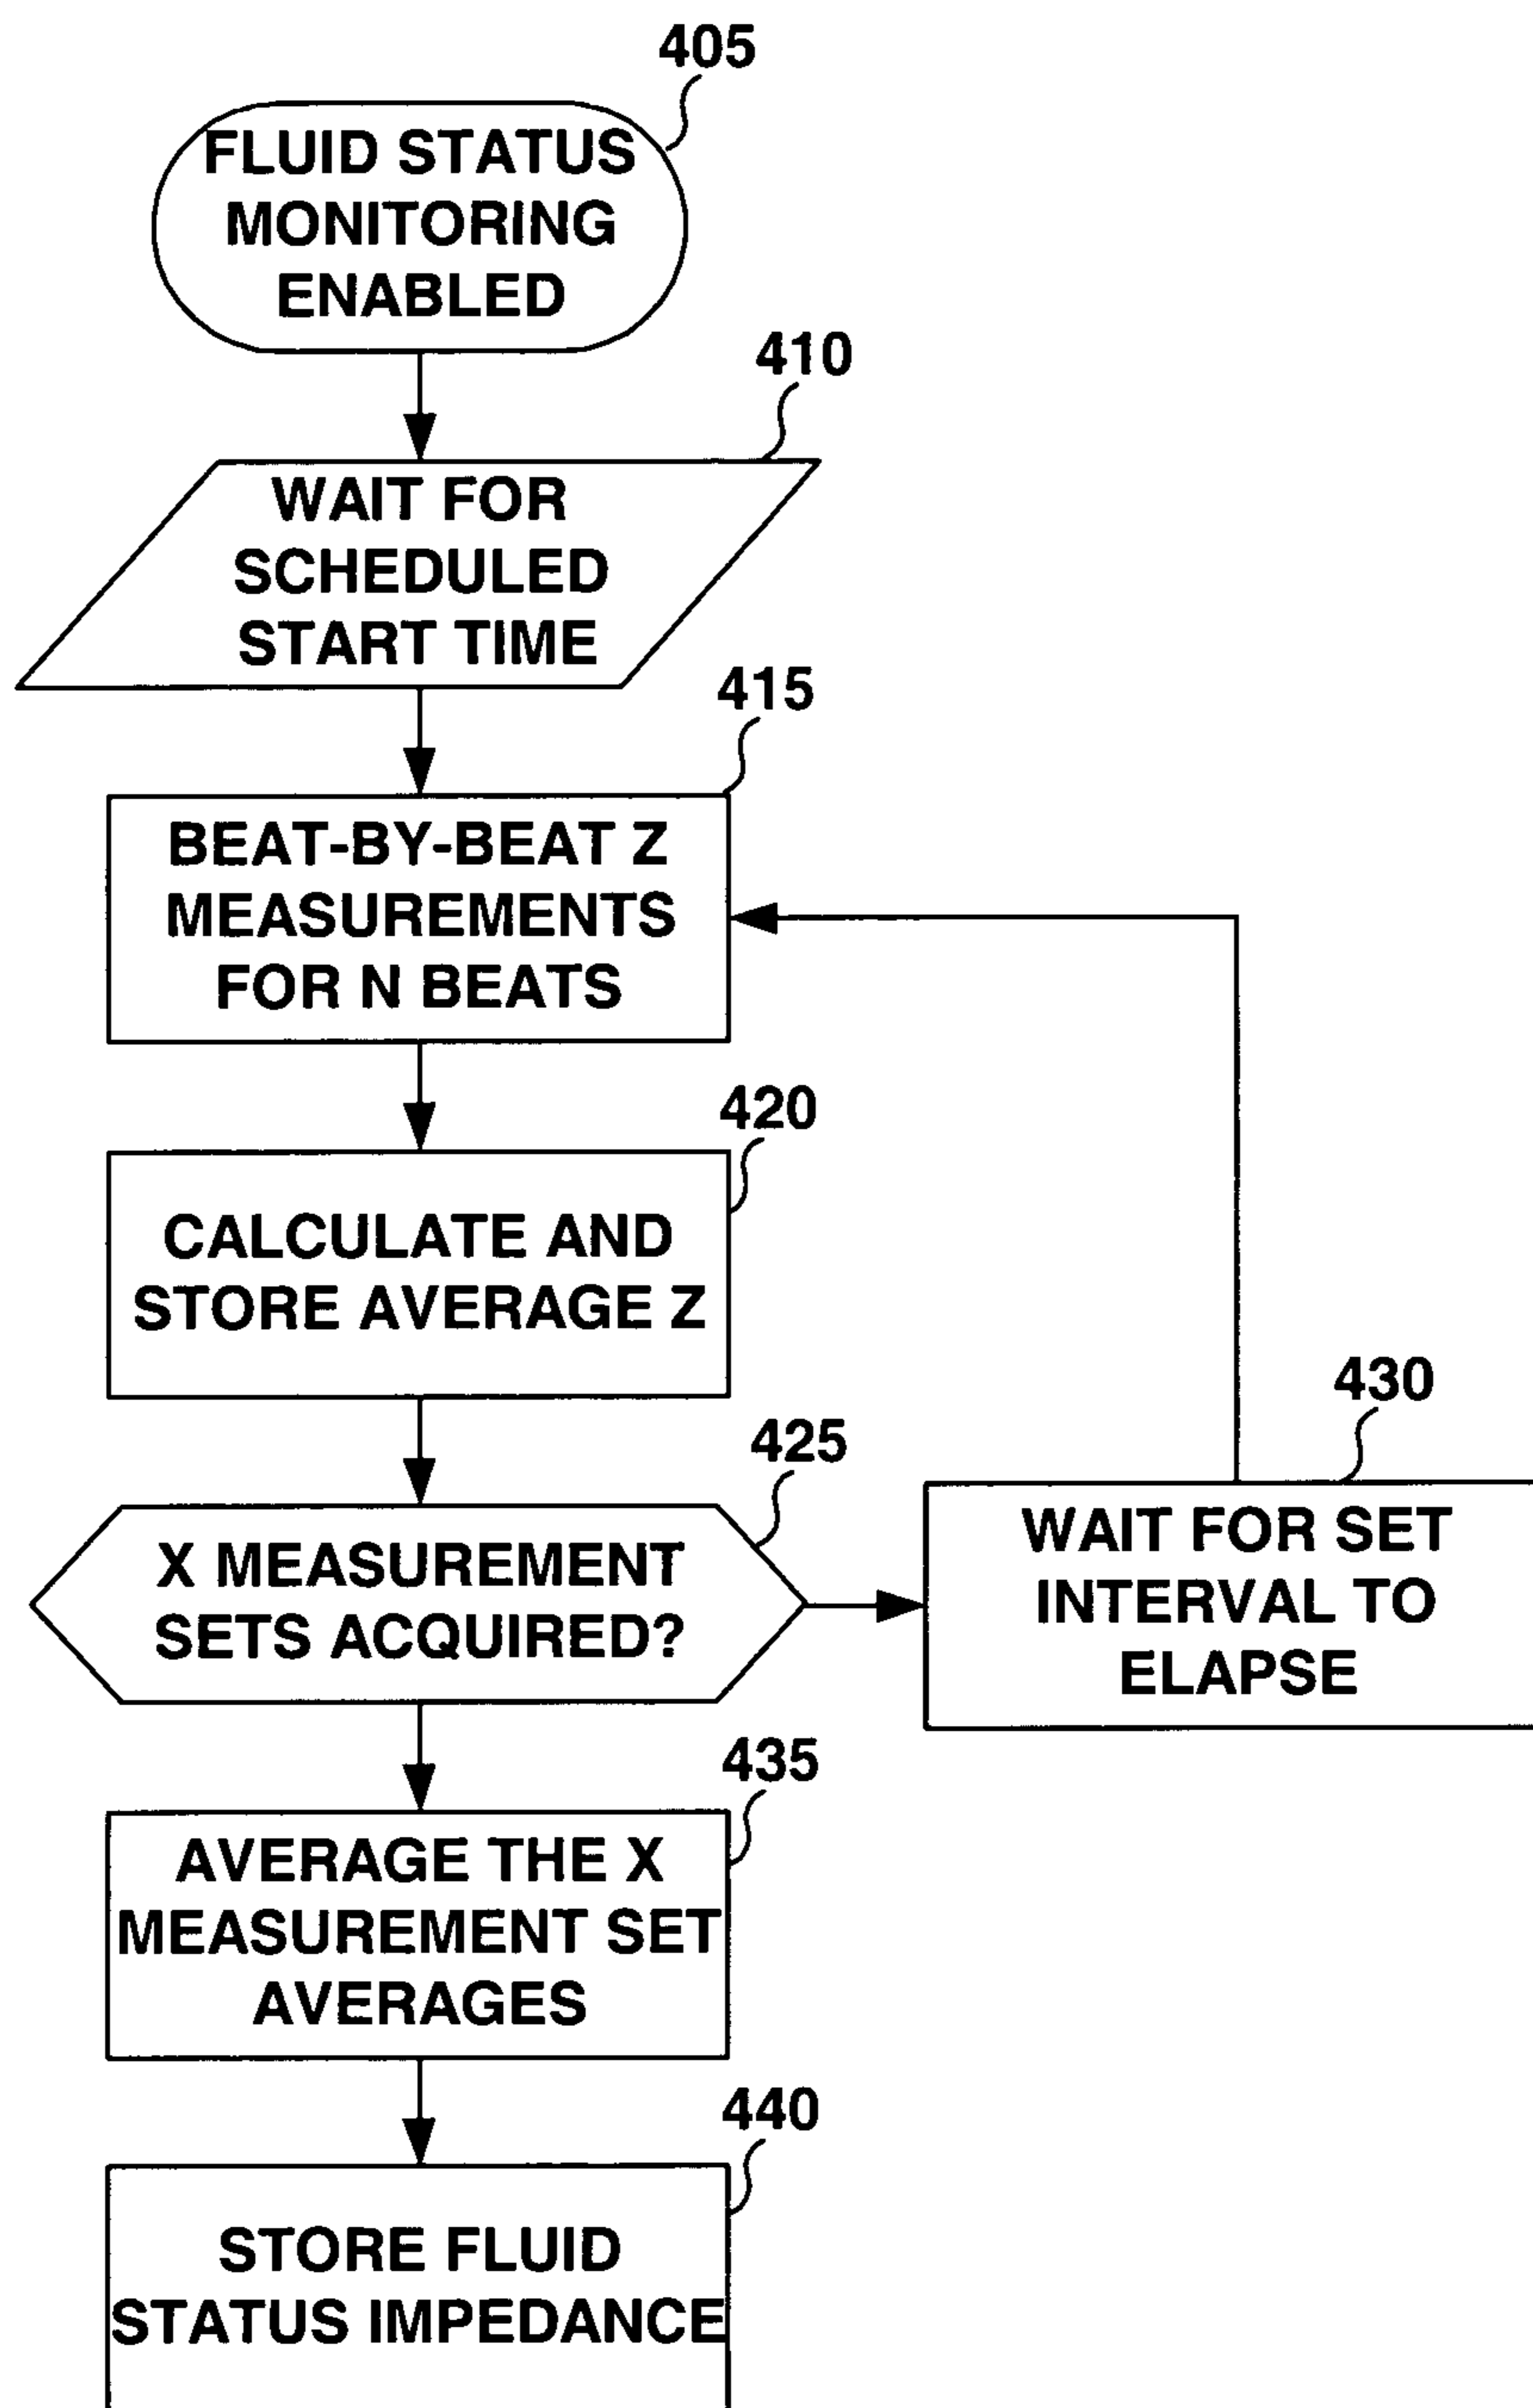 405
FLUID STATUS
MONITORING
ENABLED
410
WAIT FOR
SCHEDULED
START TIME
415
BEAT-BY-BEAT Z
MEASUREMENTS
FOR N BEATS
420
CALCULATE AND
STORE AVERAGE Z
425
X MEASUREMENT
SETS ACQUIRED?
430
WAIT FOR SET
INTERVAL TO
ELAPSE
435
AVERAGE THE X
MEASUREMENT SET
AVERAGES
440
STORE FLUID
STATUS IMPEDANCE